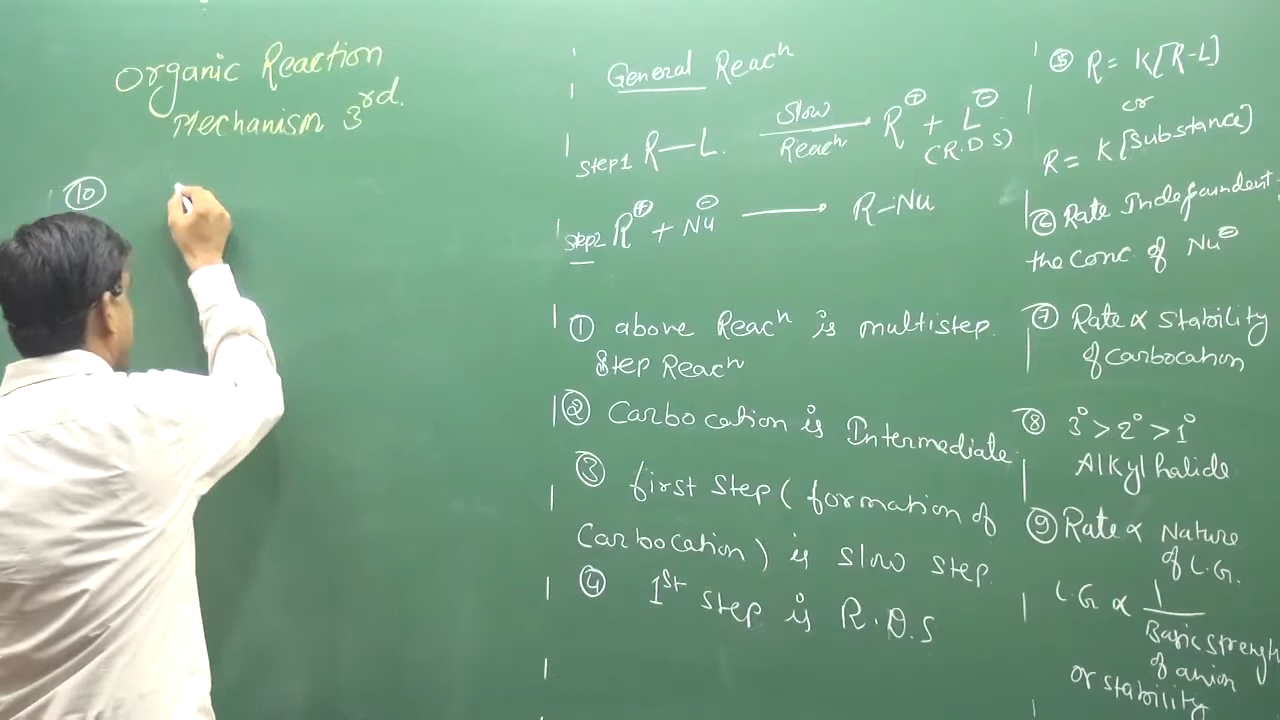 Organic Reaction
Mechanism 3rd.
⑩
General Reacⁿ
Step1 R—L. Slow Reacⁿ R⊕ + L⊖
(R.D.S)
Step2 R⊕ + Nu⊖ ⟶ R–Nu
① above Reacⁿ is multistep.
Step Reacⁿ
② Carbocation is Intermediate
③ first step ( formation of
Carbocation ) is slow step.
④ 1st step is R.D.S
⑤ R = K[R-L]
or
R = K[Substance]
⑥ Rate Indepaindent
the conc. of Nu⊖
⑦ Rate ∝ Stability
of carbocation
⑧ 3° > 2° > 1°
Alkyl halide
⑨ Rate ∝ Nature
of L.G.
L.G ∝ 1
Basic strength
of anion
or stability